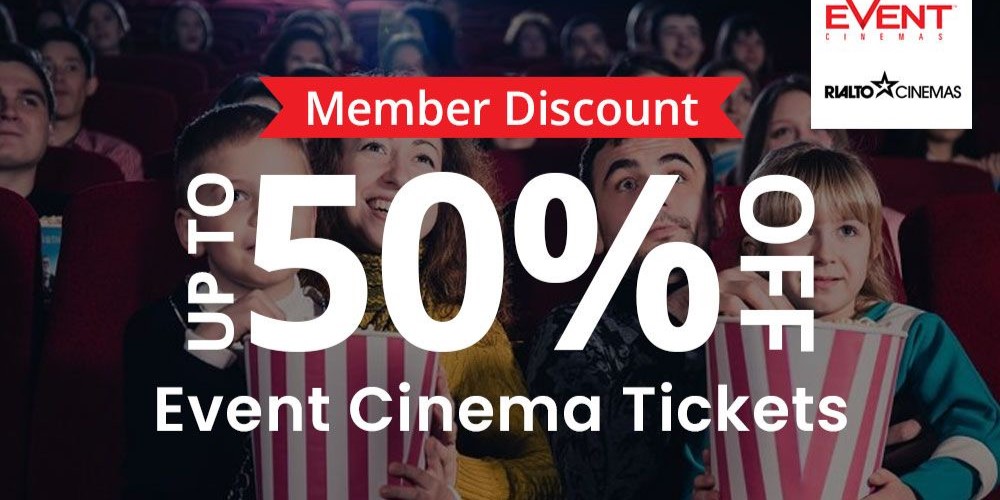 EVENT
CINEMAS
RIALTO CINEMAS
Member Discount
UP TO
50%
OFF
Event Cinema Tickets